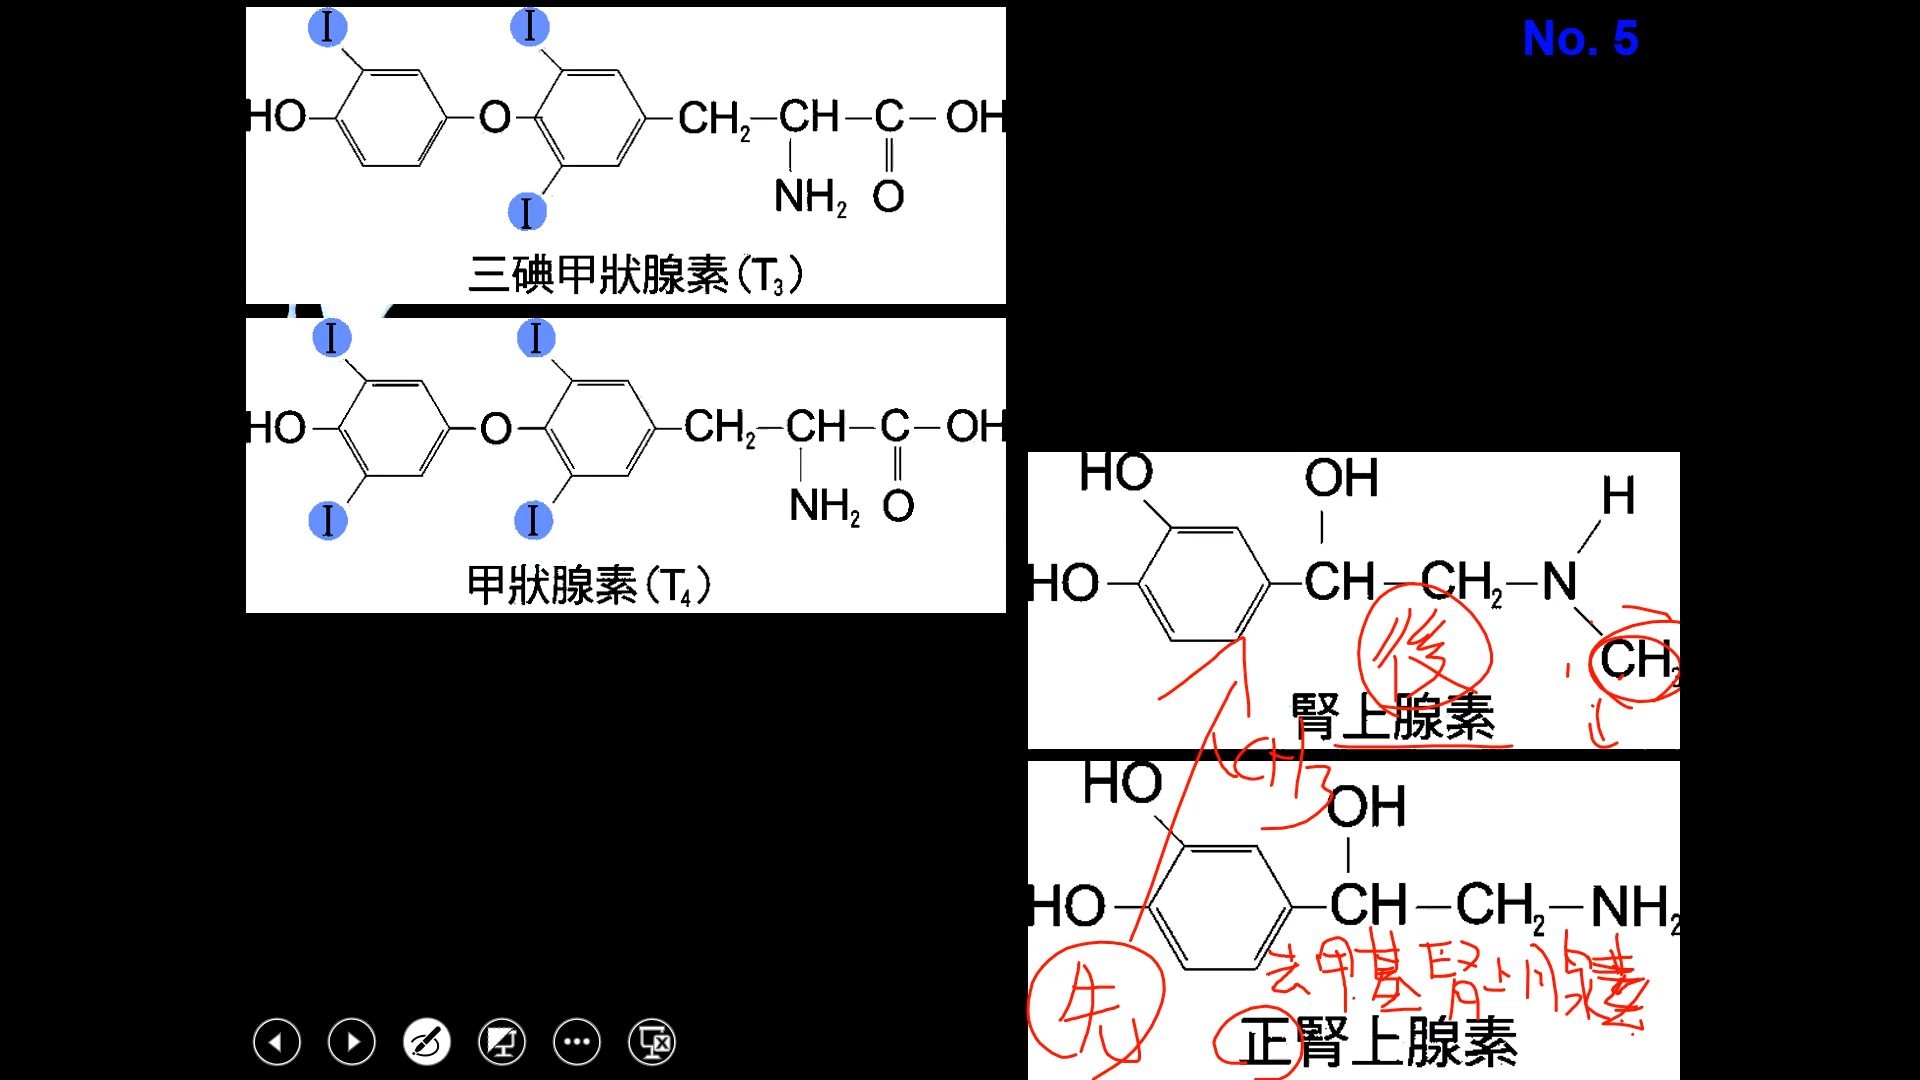 No. 5
I I
HO O CH₂ CH C OH
NH₂ O
I
三碘甲狀腺素(T₃)
I I
HO O CH₂ CH C OH
NH₂ O
I I
甲狀腺素(T₄)
HO OH H
HO CH CH₂ N
後
CH₃
腎上腺素
CH₃
HO OH
HO CH CH₂ NH₂
去甲基腎上腺素
先
正腎上腺素